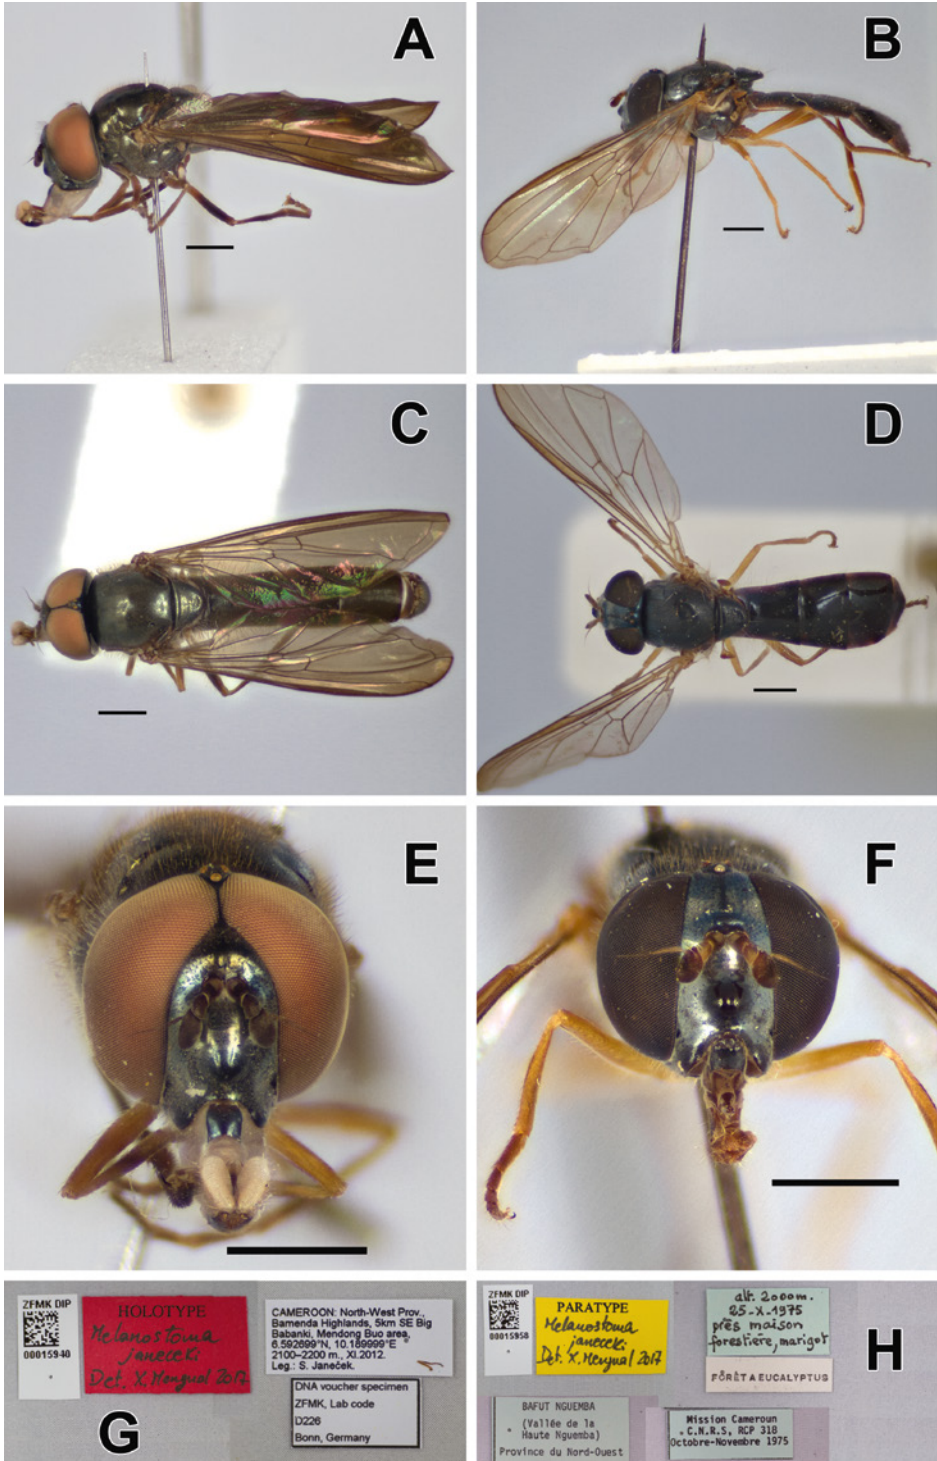 A
B
C
D
E
F
ZFMK DIP
00015940
HOLOTYPE
Melanostoma
janeceki
Det. X. Mengual 2017
CAMEROON: North-West Prov.,
Bamenda Highlands, 5km SE Big
Babanki, Mendong Buo area,
6.592699°N, 10.189999°E
2100–2200 m., XI.2012.
Leg.: S. Janeček.
DNA voucher specimen
ZFMK, Lab code
D226
Bonn, Germany
G
ZFMK DIP
00015958
PARATYPE
Melanostoma
janeceki
Det. X. Mengual 2017
alt. 2000m.
25-X-1975
près maison
forestière, marigot
FÔRÊT A EUCALYPTUS
BAFUT NGUEMBA
(Vallée de la
Haute Nguemba)
Province du Nord-Ouest
Mission Cameroun
C.N.R.S, RCP 318
Octobre-Novembre 1975
H